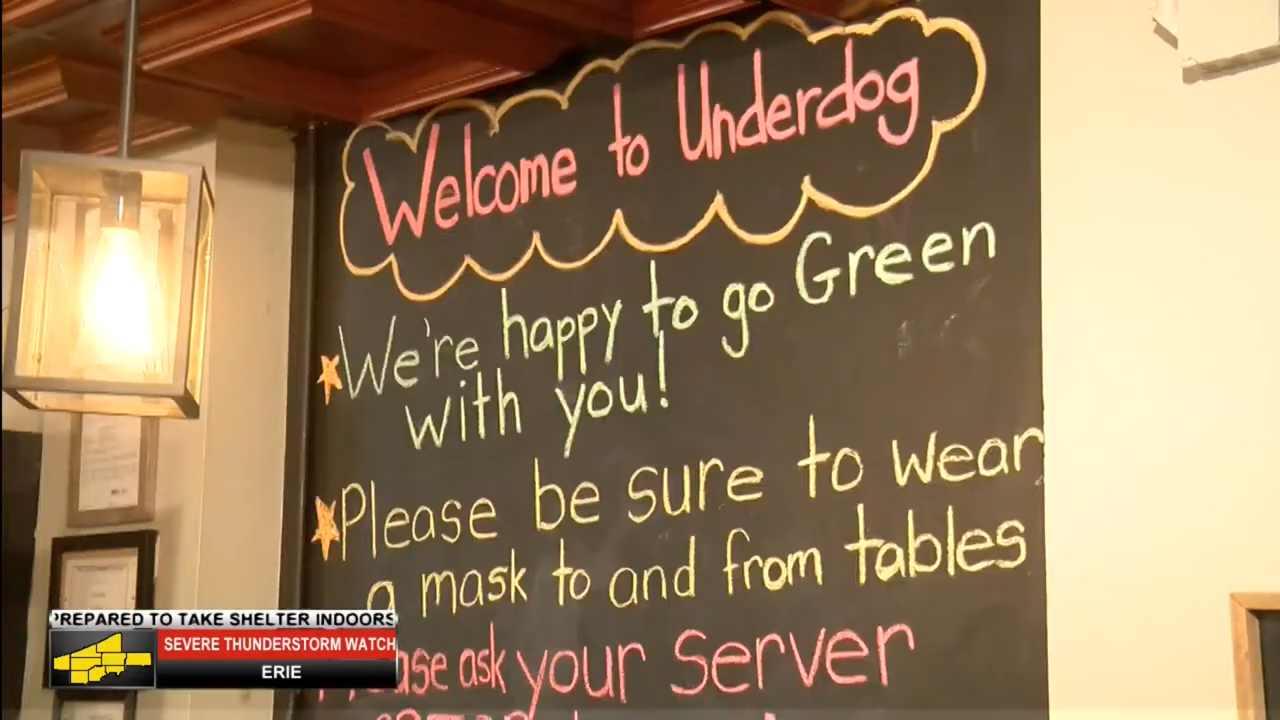 Welcome to Underdog
We're happy to go Green
with you!
Please be sure to wear
a mask to and from tables
ask your Server
PREPARED TO TAKE SHELTER INDOORS
SEVERE THUNDERSTORM WATCH
ERIE